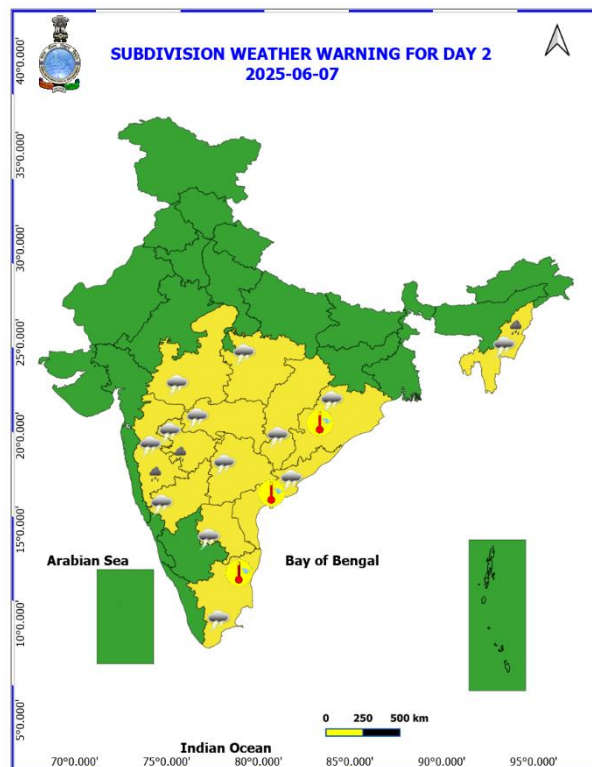 SUBDIVISION WEATHER WARNING FOR DAY 2
2025-06-07
40°0.000'
35°0.000'
30°0.000'
25°0.000'
20°0.000'
15°0.000'
10°0.000'
5°0.000'
Arabian Sea
Bay of Bengal
0 250 500 km
Indian Ocean
70°0.000' 75°0.000' 80°0.000' 85°0.000' 90°0.000' 95°0.000'